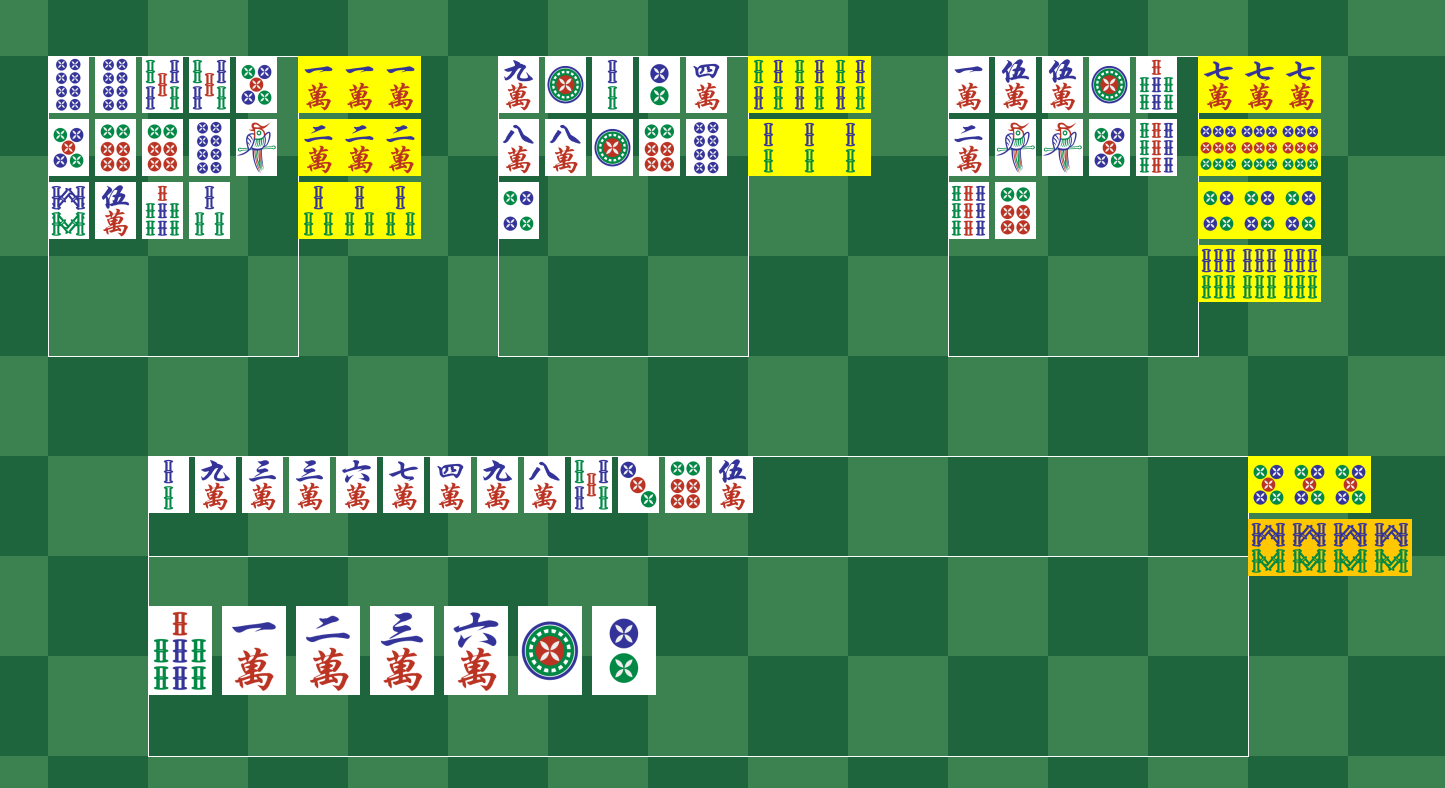 一萬 一萬 一萬 九萬 四萬 一萬 伍萬 伍萬 七萬 七萬 七萬
二萬 二萬 二萬 八萬 八萬 二萬
伍萬
九萬 三萬 三萬 六萬 七萬 四萬 九萬 八萬 伍萬
一萬 二萬 三萬 六萬